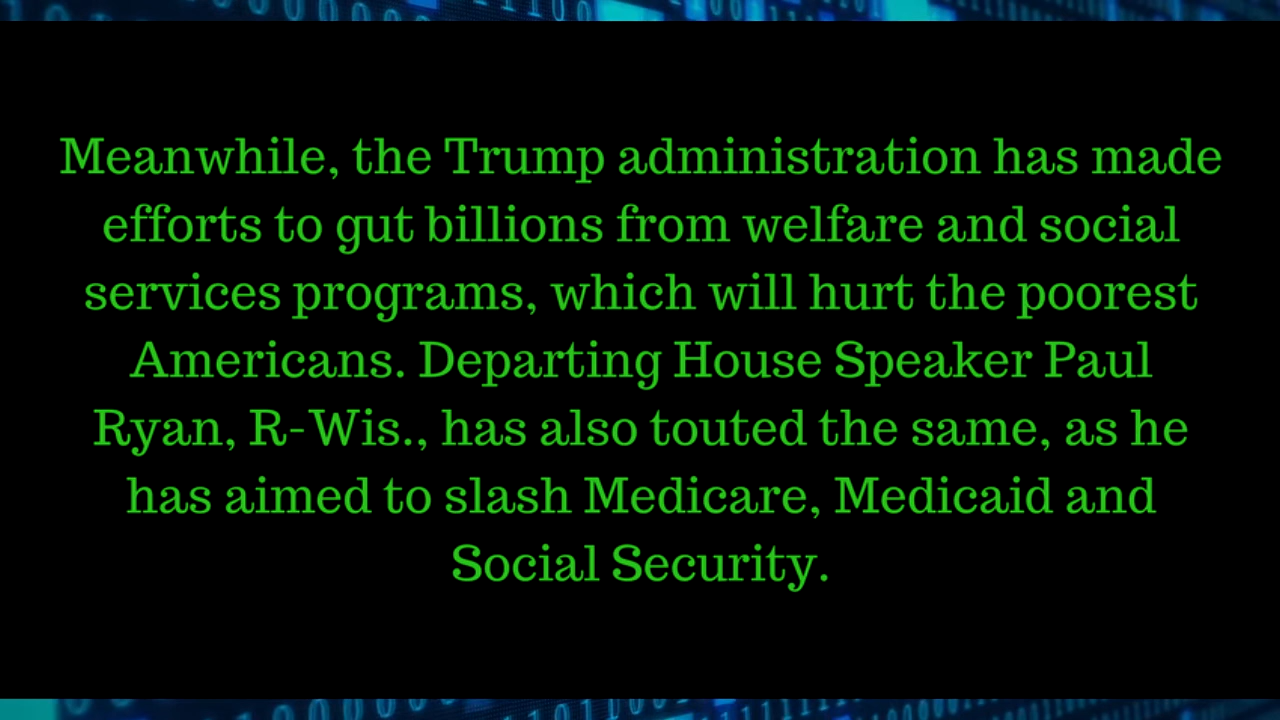 Meanwhile, the Trump administration has made
efforts to gut billions from welfare and social
services programs, which will hurt the poorest
Americans. Departing House Speaker Paul
Ryan, R-Wis., has also touted the same, as he
has aimed to slash Medicare, Medicaid and
Social Security.